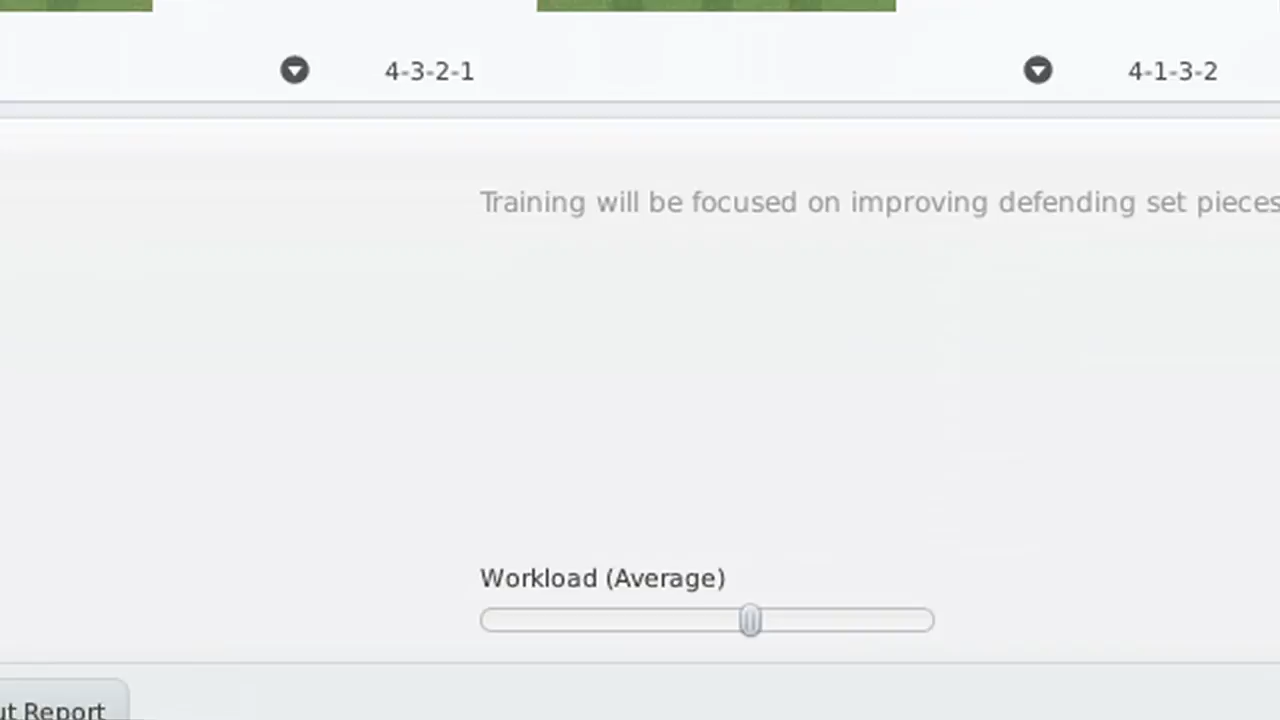 4-3-2-1
4-1-3-2
Training will be focused on improving defending set pieces
Workload (Average)
Report